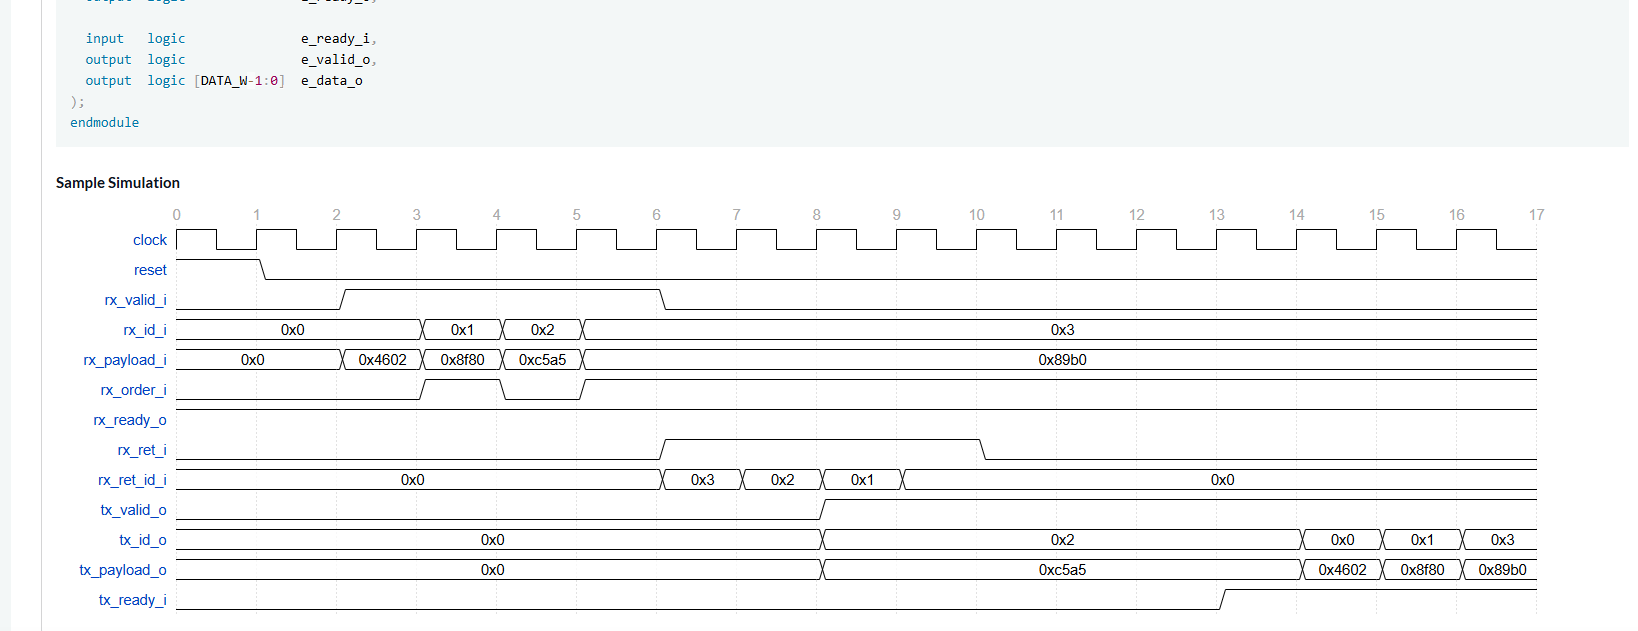 input logic e_ready_i,
output logic e_valid_o,
output logic [DATA_W-1:0] e_data_o
);
endmodule
Sample Simulation
0 1 2 3 4 5 6 7 8 9 10 11 12 13 14 15 16 17
clock
reset
rx_valid_i
rx_id_i 0x0 0x1 0x2 0x3
rx_payload_i 0x0 0x4602 0x8f80 0xc5a5 0x89b0
rx_order_i
rx_ready_o
rx_ret_i
rx_ret_id_i 0x0 0x3 0x2 0x1 0x0
tx_valid_o
tx_id_o 0x0 0x2 0x0 0x1 0x3
tx_payload_o 0x0 0xc5a5 0x4602 0x8f80 0x89b0
tx_ready_i